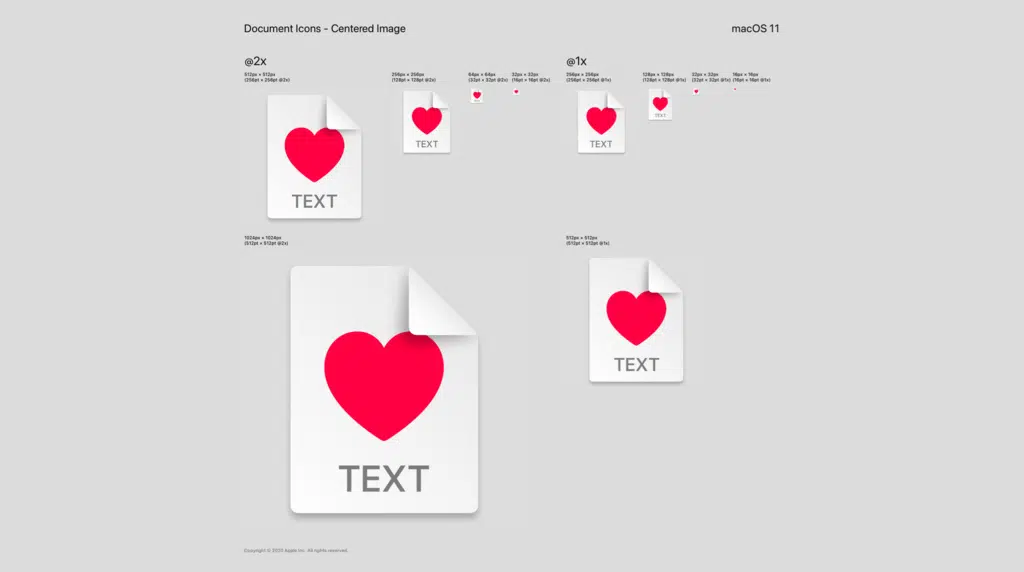 Document Icons - Centered Image
macOS 11
@2x
@1x
512px × 512px
(256pt × 256pt @2x)
256px × 256px
(128pt × 128pt @2x)
64px × 64px
(32pt × 32pt @2x)
32px × 32px
(16pt × 16pt @2x)
256px × 256px
(256pt × 256pt @1x)
128px × 128px
(128pt × 128pt @1x)
32px × 32px
(32pt × 32pt @1x)
16px × 16px
(16pt × 16pt @1x)
TEXT
TEXT
TEXT
TEXT
1024px × 1024px
(512pt × 512pt @2x)
512px × 512px
(512pt × 512pt @1x)
TEXT
TEXT
Copyright © 2020 Apple Inc. All rights reserved.